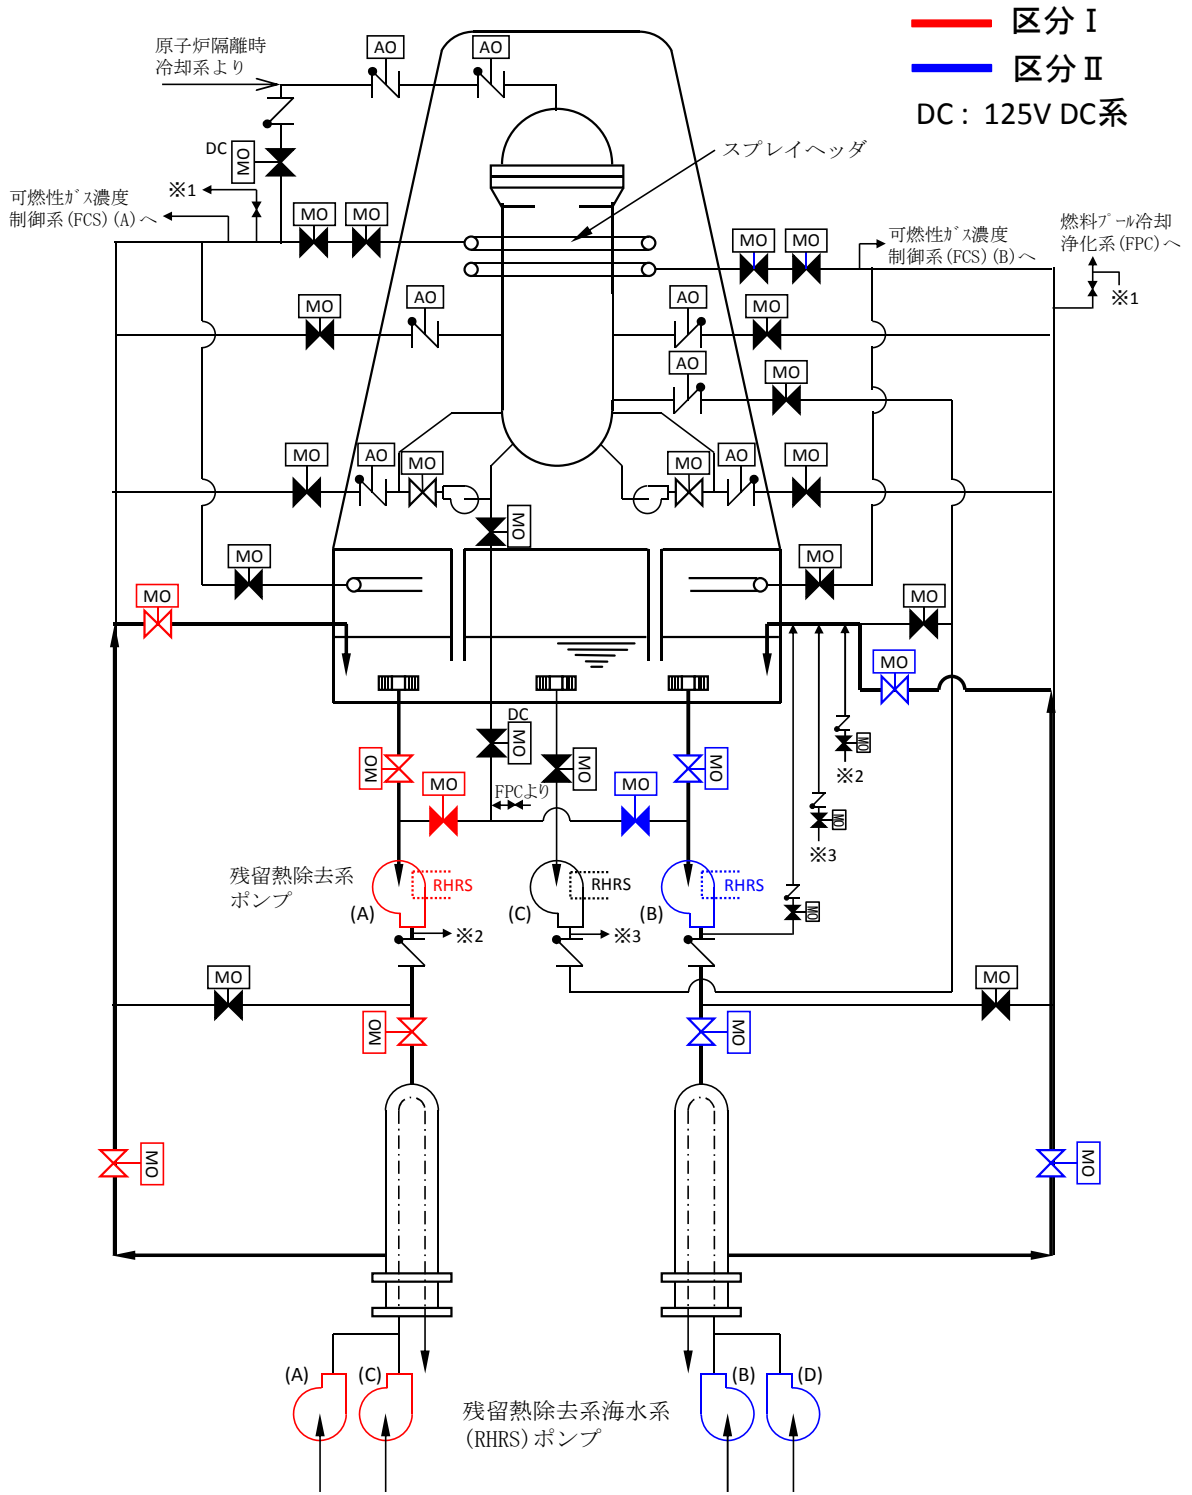 区分Ⅰ
区分Ⅱ
DC： 125V DC系
原子炉隔離時
冷却系より
AO
AO
DC
MO
スプレイヘッダ
※1
可燃性ガス濃度
制御系(FCS)(A)へ
MO
MO
MO
MO
可燃性ガス濃度
制御系(FCS)(B)へ
燃料プール冷却
浄化系(FPC)へ
※1
MO
AO
AO
MO
AO
MO
MO
AO
MO
MO
AO
MO
MO
MO
MO
MO
MO
MO
MO
DC
MO
MO
MO
MO
MO
※2
FPCより
MO
MO
MO
※3
残留熱除去系
ポンプ
RHRS
RHRS
RHRS
(A)
(C)
(B)
MO
※2
※3
MO
MO
MO
MO
MO
MO
(A)
(C)
(B)
(D)
残留熱除去系海水系
(RHRS)ポンプ